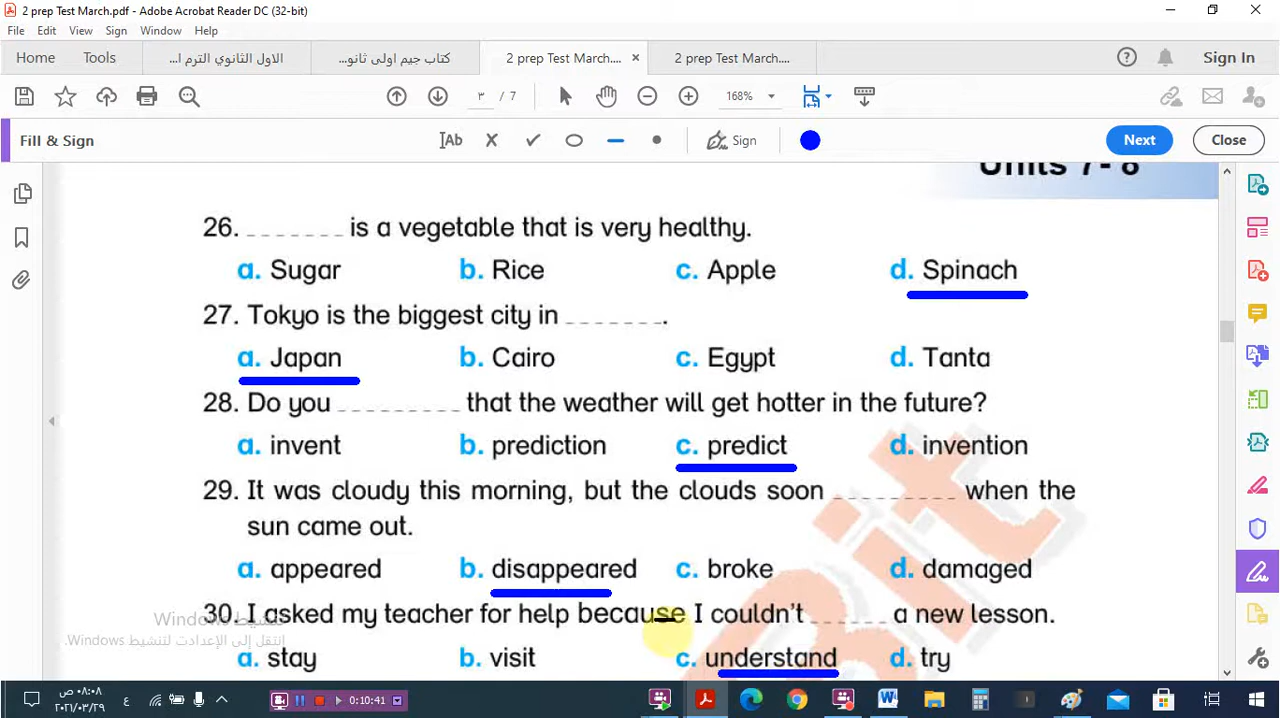 2 prep Test March.pdf - Adobe Acrobat Reader DC (32-bit)
File Edit View Sign Window Help
Home Tools الاول الثانوي الترم ا... كتاب جيم اولى ثانو... 2 prep Test March.... × 2 prep Test March.... Sign In
٣ / 7 168%
Fill & Sign Ab Sign Next Close
Units 7- 8
26. _______ is a vegetable that is very healthy.
a. Sugar b. Rice c. Apple d. Spinach
27. Tokyo is the biggest city in _______.
a. Japan b. Cairo c. Egypt d. Tanta
28. Do you _________ that the weather will get hotter in the future?
a. invent b. prediction c. predict d. invention
29. It was cloudy this morning, but the clouds soon _________ when the
sun came out.
a. appeared b. disappeared c. broke d. damaged
30. I asked my teacher for help because I couldn't ______ a new lesson.
a. stay b. visit c. understand d. try
تنشيط Windows
انتقل إلى الإعدادت لتنشيط Windows.
Bit
٠٨:٠٨ ص
٢٠٢١/٠٣/٢٩
ع
0:10:41